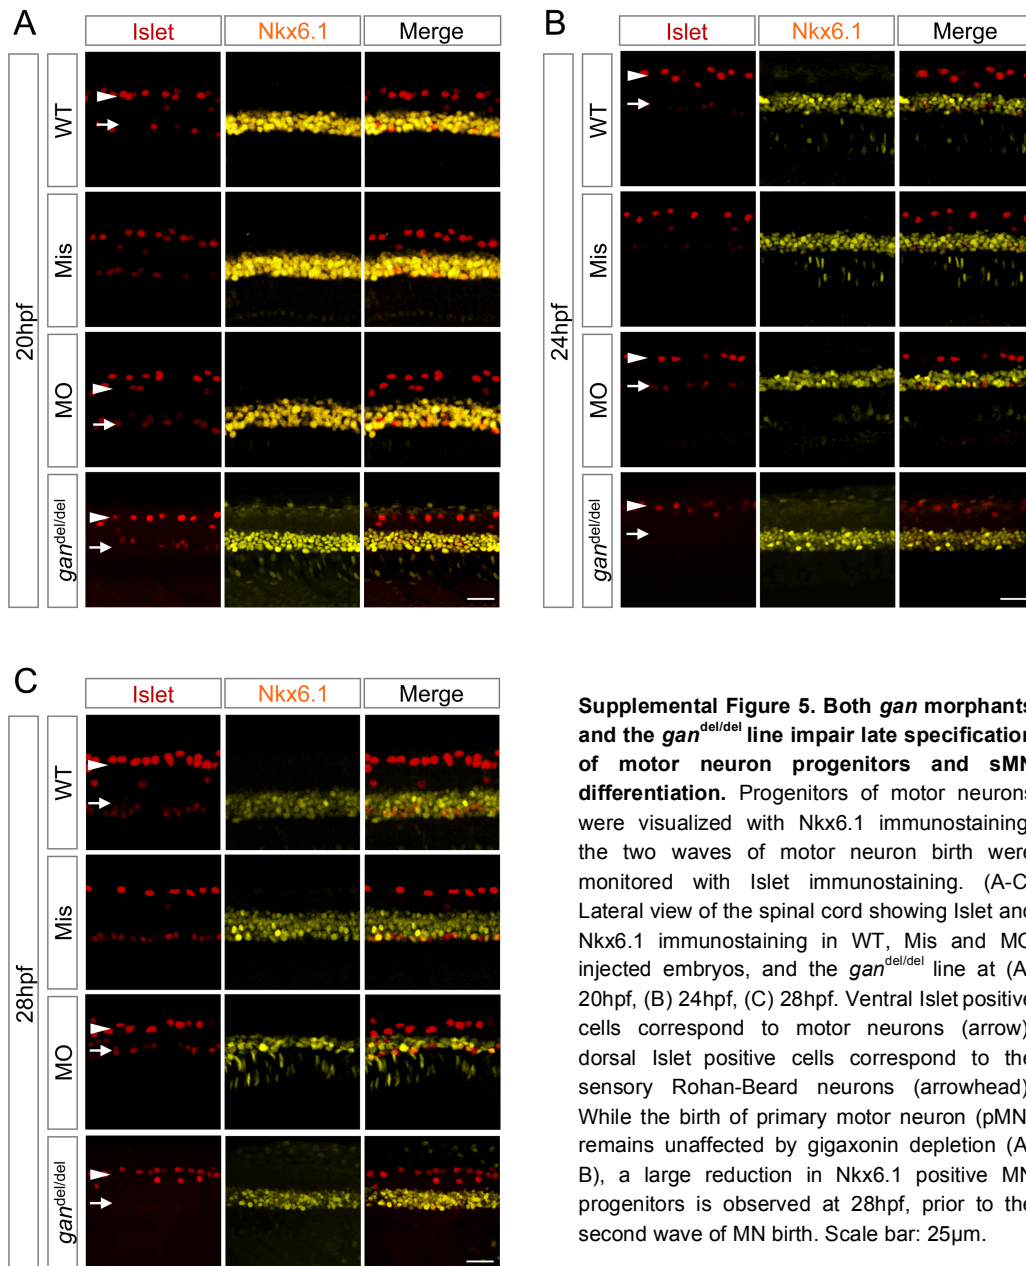 A
Islet
Nkx6.1
Merge
20hpf
WT
Mis
MO
gandel/del
B
Islet
Nkx6.1
Merge
24hpf
WT
Mis
MO
gandel/del
C
Islet
Nkx6.1
Merge
28hpf
WT
Mis
MO
gandel/del
Supplemental Figure 5. Both gan morphants
and the gandel/del line impair late specification
of motor neuron progenitors and sMN
differentiation. Progenitors of motor neurons
were visualized with Nkx6.1 immunostaining
the two waves of motor neuron birth were
monitored with Islet immunostaining. (A-C
Lateral view of the spinal cord showing Islet and
Nkx6.1 immunostaining in WT, Mis and MO
injected embryos, and the gandel/del line at (A
20hpf, (B) 24hpf, (C) 28hpf. Ventral Islet positive
cells correspond to motor neurons (arrow)
dorsal Islet positive cells correspond to the
sensory Rohan-Beard neurons (arrowhead)
While the birth of primary motor neuron (pMN
remains unaffected by gigaxonin depletion (A
B), a large reduction in Nkx6.1 positive MN
progenitors is observed at 28hpf, prior to the
second wave of MN birth. Scale bar: 25µm.